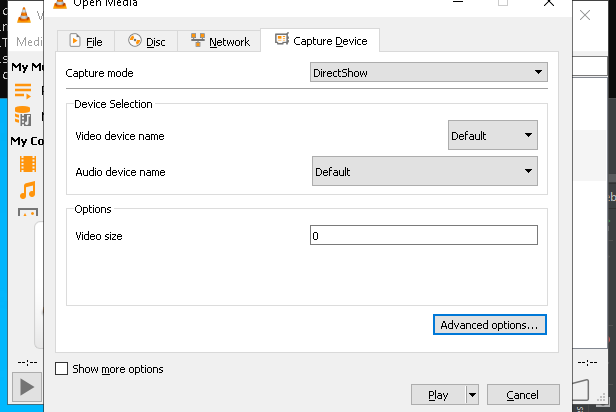 Open Media
Medi
File
Disc
Network
Capture Device
Capture mode
DirectShow
My M
Device Selection
Video device name
Default
My Co
Audio device name
Default
Options
Video size
0
Advanced options...
--:--
Show more options
--:--
Play
Cancel